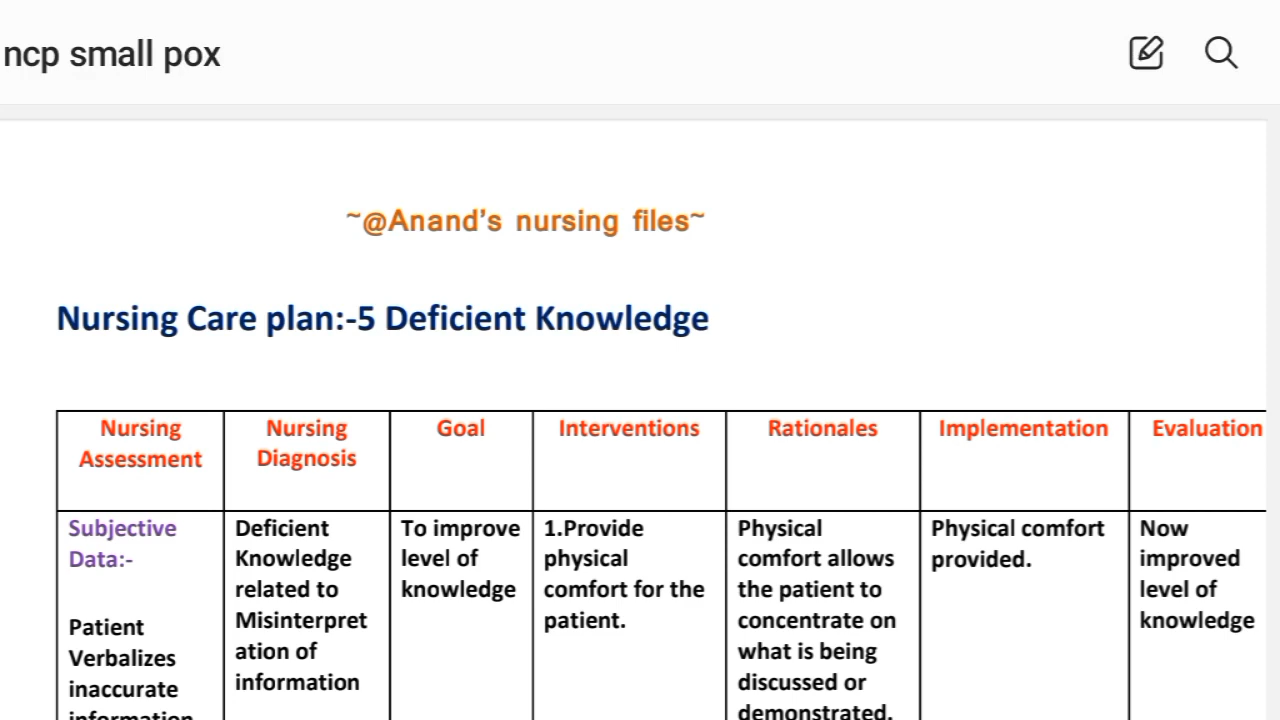 ncp small pox
~@Anand's nursing files~
Nursing Care plan:-5 Deficient Knowledge
Nursing
Assessment
Nursing
Diagnosis
Goal
Interventions
Rationales
Implementation
Evaluation
Subjective
Data:-
Patient
Verbalizes
inaccurate
information
Deficient
Knowledge
related to
Misinterpret
ation of
information
To improve
level of
knowledge
1.Provide
physical
comfort for the
patient.
Physical
comfort allows
the patient to
concentrate on
what is being
discussed or
demonstrated.
Physical comfort
provided.
Now
improved
level of
knowledge